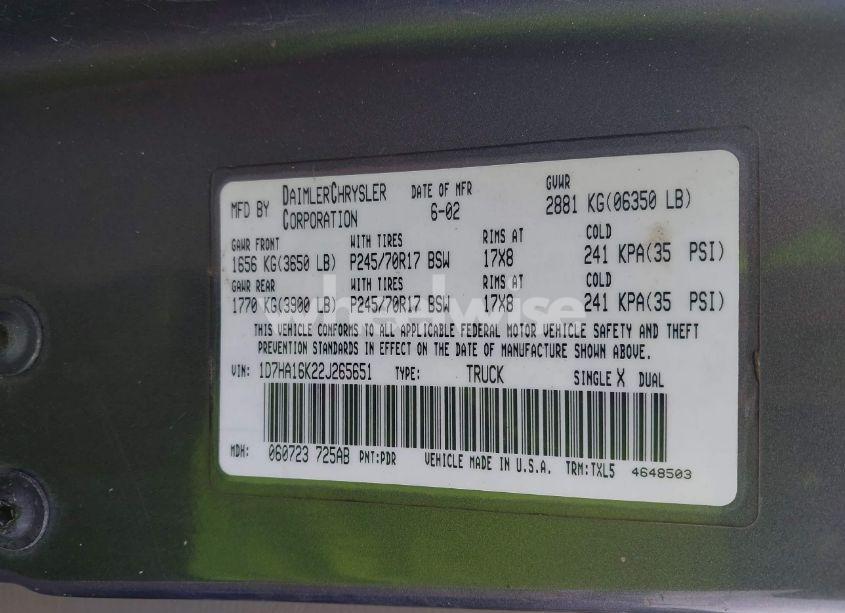 MFD BY DAIMLERCHRYSLER CORPORATION DATE OF MFR 6-02 GVWR 2881 KG(06350 LB)
GAWR FRONT WITH TIRES RIMS AT COLD
1656 KG(3650 LB) P245/70R17 BSW 17X8 241 KPA(35 PSI)
GAWR REAR WITH TIRES RIMS AT COLD
1770 KG(3900 LB) P245/70R17 BSW 17X8 241 KPA(35 PSI)
wheelwise
THIS VEHICLE CONFORMS TO ALL APPLICABLE FEDERAL MOTOR VEHICLE SAFETY AND THEFT
PREVENTION STANDARDS IN EFFECT ON THE DATE OF MANUFACTURE SHOWN ABOVE.
VIN: 1D7HA16K22J265651 TYPE: TRUCK SINGLE X DUAL
MDH: 060723 725AB PNT:PDR VEHICLE MADE IN U.S.A. TRM:TXL5 4648503